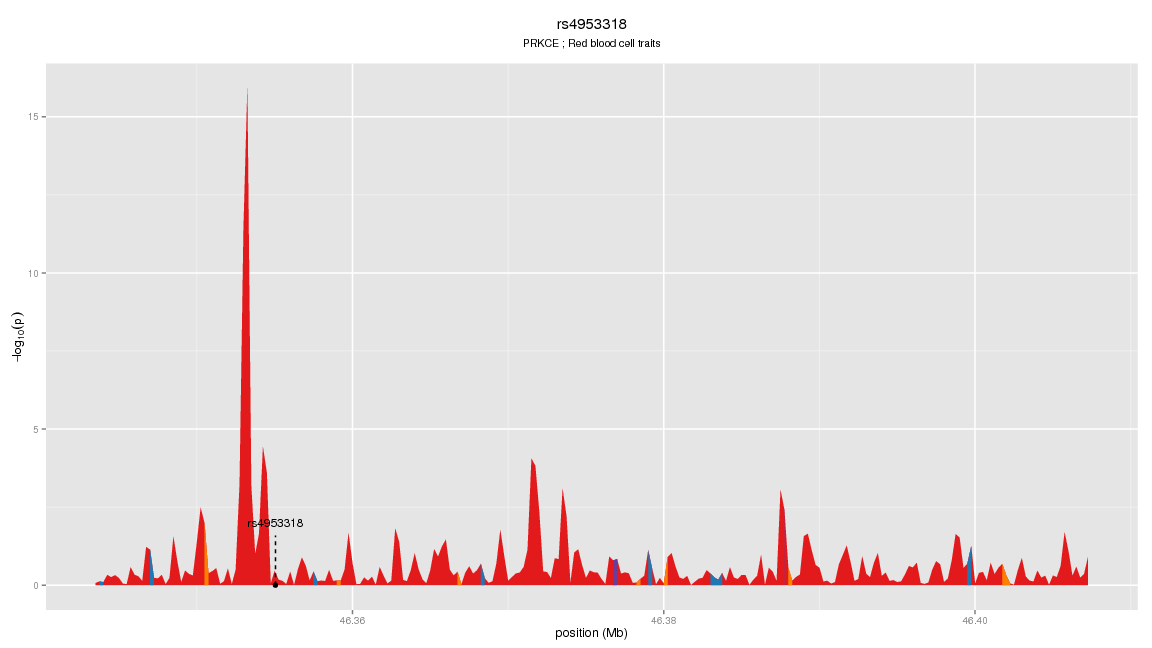 rs4953318
PRKCE ; Red blood cell traits
15
10
5
0
−log10(p)
rs4953318
46.36
46.38
46.40
position (Mb)